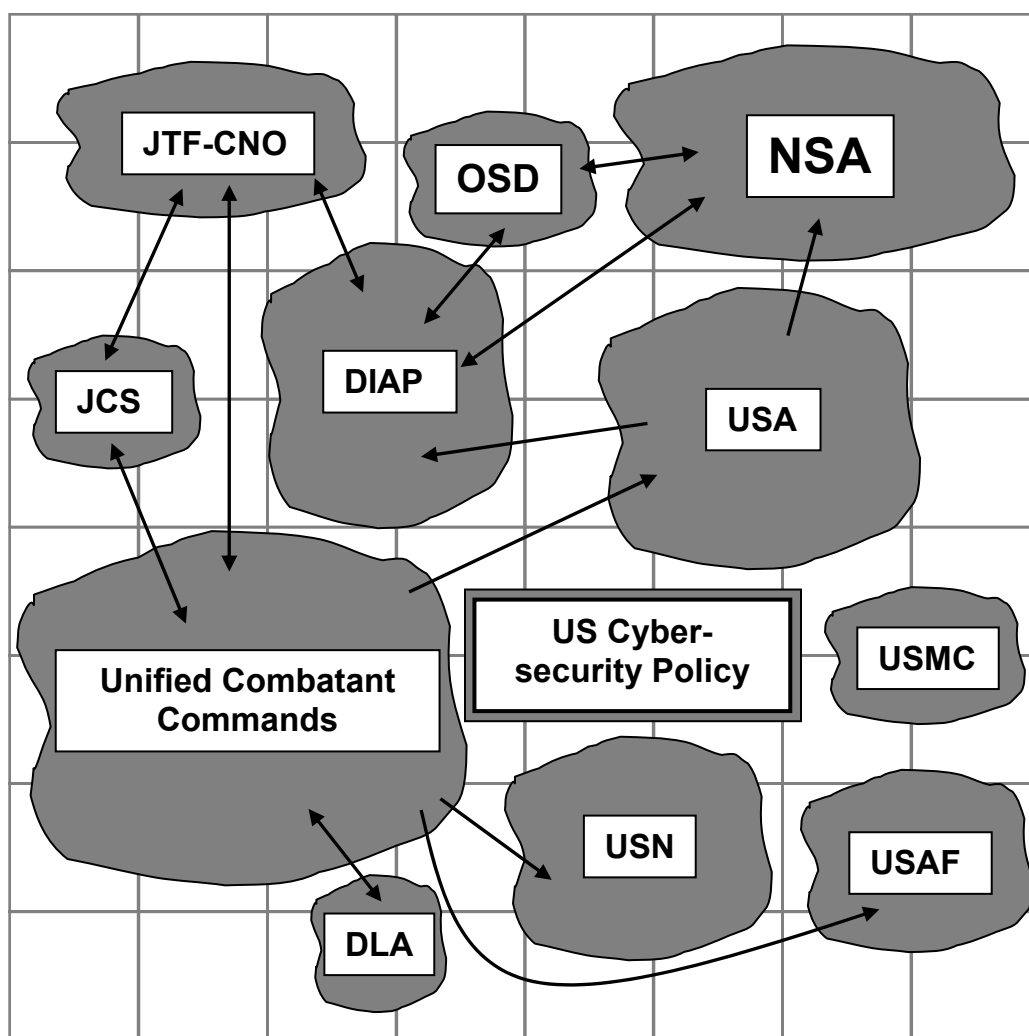 JTF-CNO
OSD
NSA
JCS
DIAP
USA
US Cyber-
security Policy
USMC
Unified Combatant
Commands
USN
USAF
DLA